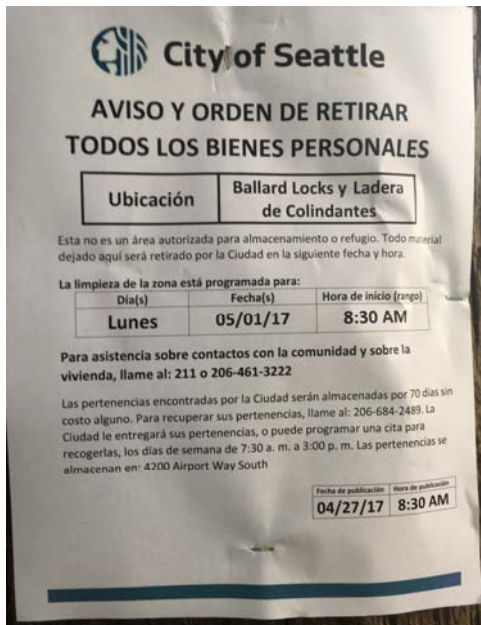 City of Seattle
AVISO Y ORDEN DE RETIRAR
TODOS LOS BIENES PERSONALES
Ubicación
Ballard Locks y Ladera
de Colindantes
Esta no es un área autorizada para almacenamiento o refugio. Todo material
dejado aquí será retirado por la Ciudad en la siguiente fecha y hora.
La limpieza de la zona está programada para:
Día(s) Fecha(s) Hora de inicio (rango)
Lunes 05/01/17 8:30 AM
Para asistencia sobre contactos con la comunidad y sobre la
vivienda, llame al: 211 o 206-461-3222
Las pertenencias encontradas por la Ciudad serán almacenadas por 70 días sin
costo alguno. Para recuperar sus pertenencias, llame al: 206-684-2489. La
Ciudad le entregará sus pertenencias, o puede programar una cita para
recogerlas, los días de semana de 7:30 a. m. a 3:00 p. m. Las pertenencias se
almacenan en: 4200 Airport Way South
Fecha de publicación Hora de publicación
04/27/17 8:30 AM